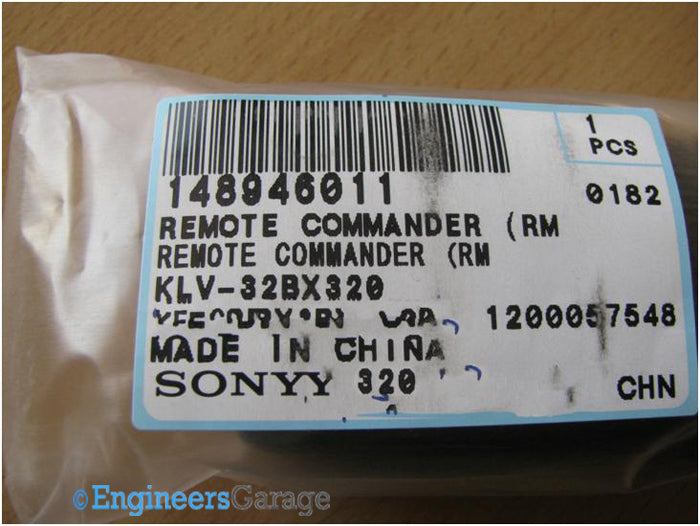 1
PCS
148946011 0182
REMOTE COMMANDER (RM
REMOTE COMMANDER (RM
KLV-32BX320
1200057548
MADE IN CHINA
SONYY 320 CHN
©EngineersGarage